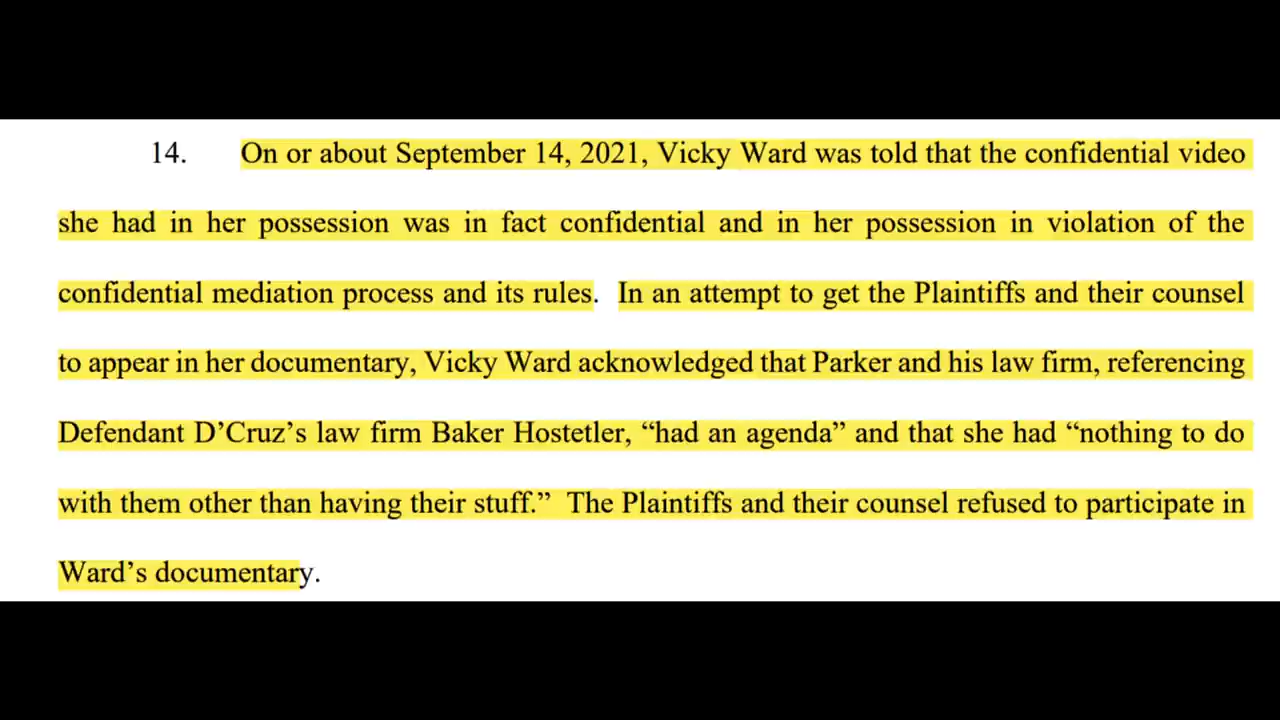 14. On or about September 14, 2021, Vicky Ward was told that the confidential video
she had in her possession was in fact confidential and in her possession in violation of the
confidential mediation process and its rules. In an attempt to get the Plaintiffs and their counsel
to appear in her documentary, Vicky Ward acknowledged that Parker and his law firm, referencing
Defendant D’Cruz’s law firm Baker Hostetler, “had an agenda” and that she had “nothing to do
with them other than having their stuff.” The Plaintiffs and their counsel refused to participate in
Ward’s documentary.